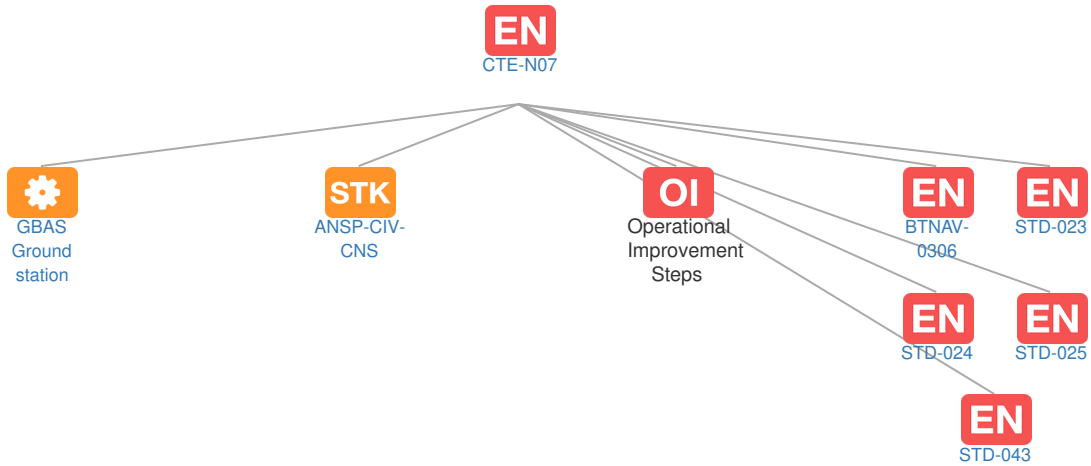 EN
CTE-N07
GBAS
Ground
station
STK
ANSP-CIV-
CNS
OI
Operational
Improvement
Steps
EN
BTNAV-
0306
EN
STD-023
EN
STD-024
EN
STD-025
EN
STD-043